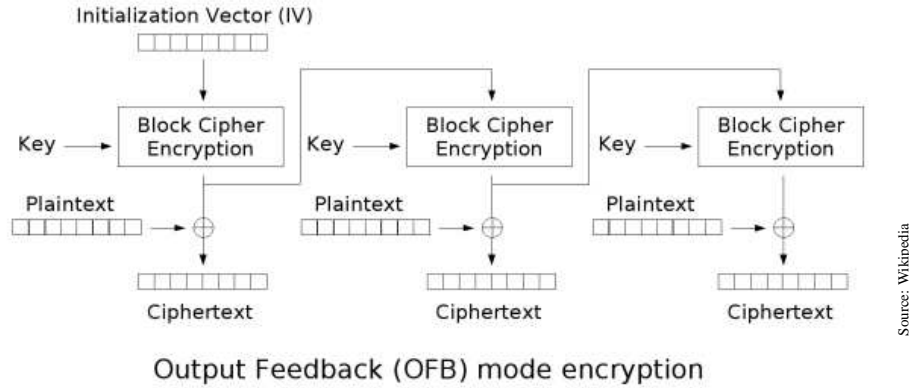 Initialization Vector (IV)
Block Cipher
Encryption
Key
Block Cipher
Encryption
Key
Block Cipher
Encryption
Key
Plaintext
Plaintext
Plaintext
Ciphertext
Ciphertext
Ciphertext
Output Feedback (OFB) mode encryption
Source: Wikipedia